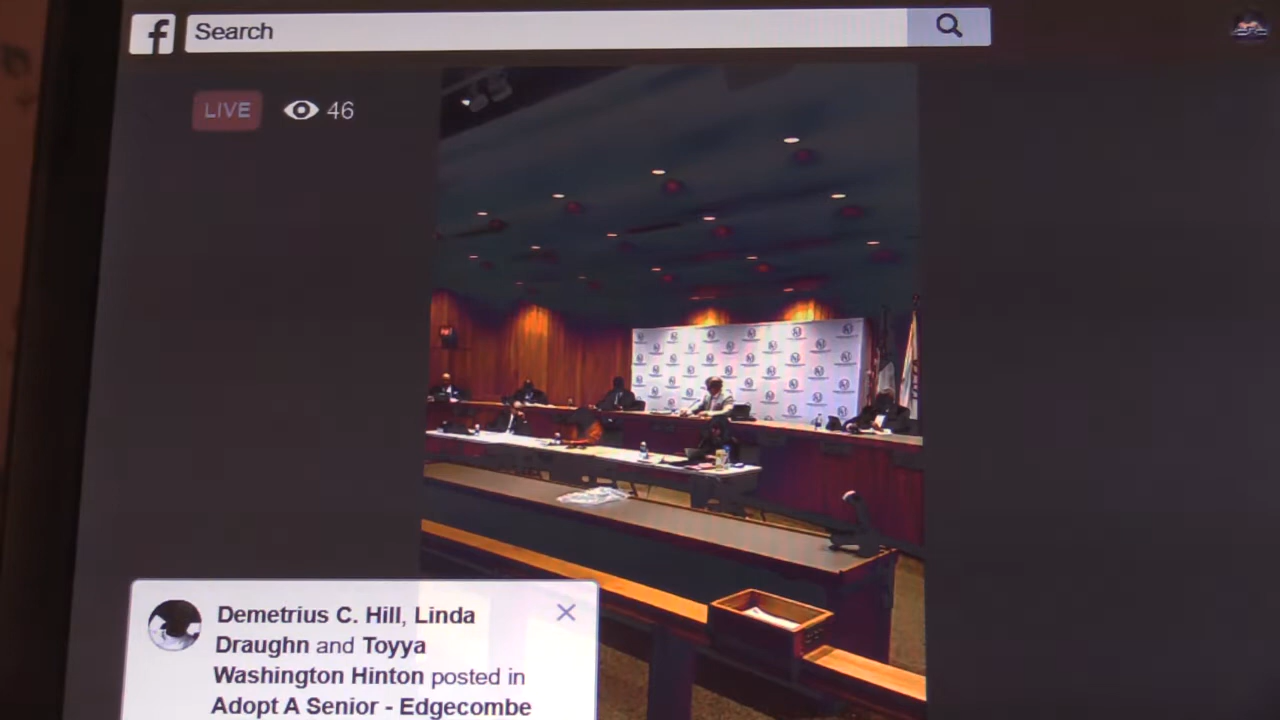 f
Search
LIVE
46
Demetrius C. Hill, Linda
Draughn and Toyya
Washington Hinton posted in
Adopt A Senior - Edgecombe